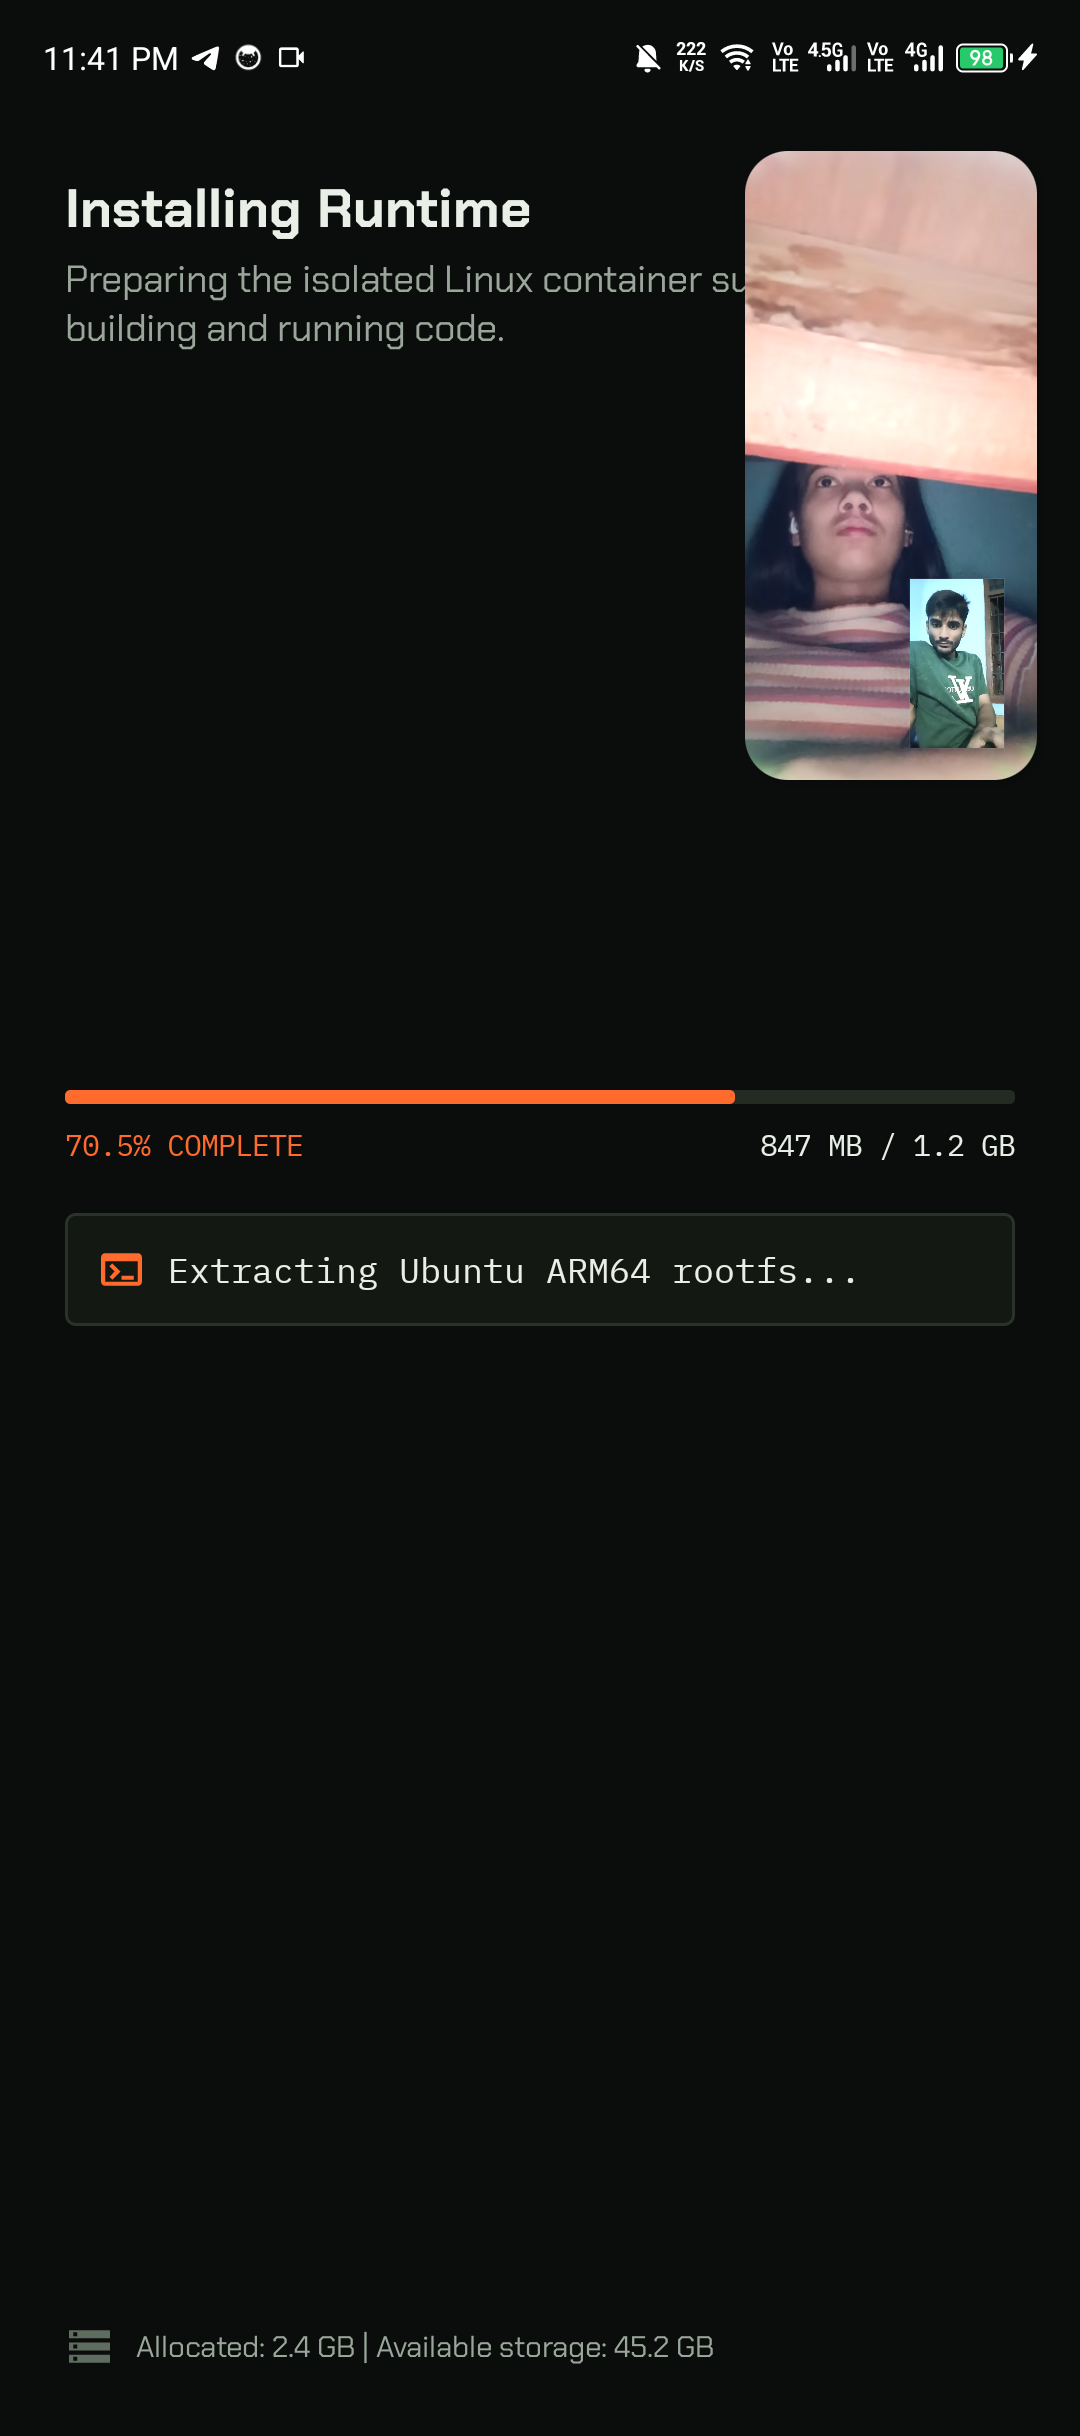 11:41 PM 222 K/S Vo LTE 4.5G Vo LTE 4G 98
Installing Runtime
Preparing the isolated Linux container
building and running code.
70.5% COMPLETE 847 MB / 1.2 GB
Extracting Ubuntu ARM64 rootfs...
Allocated: 2.4 GB | Available storage: 45.2 GB